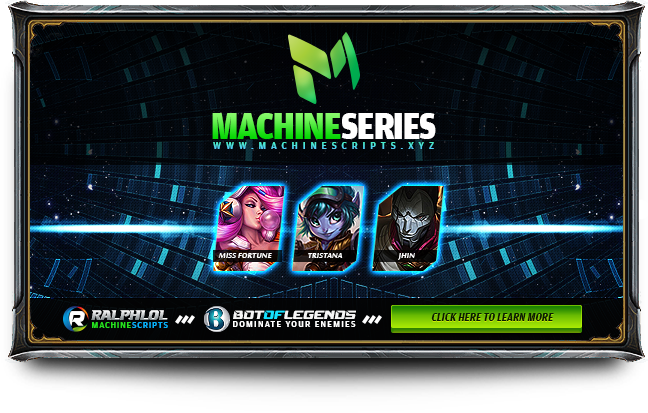 MACHINESERIES
WWW.MACHINESCRIPTS.XYZ
MISS FORTUNE
TRISTANA
JHIN
RALPHLOL
MACHINESCRIPTS
BOTOFLEGENDS
DOMINATE YOUR ENEMIES
CLICK HERE TO LEARN MORE